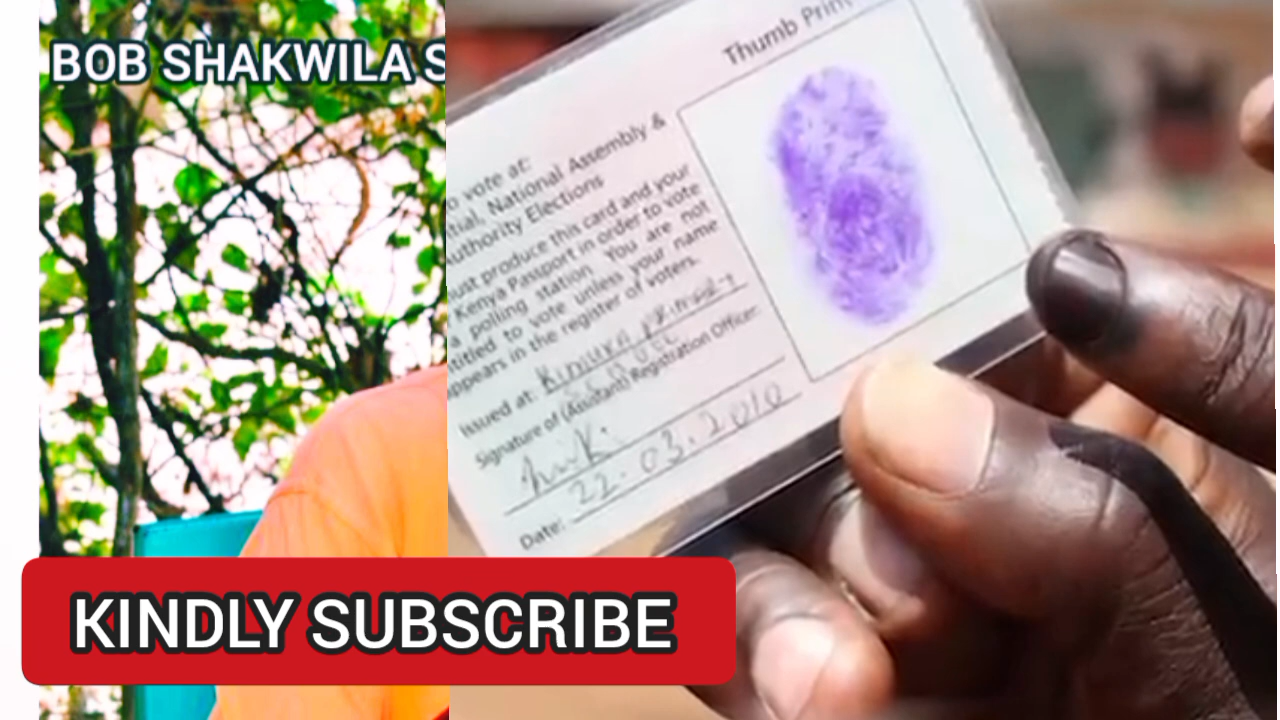 BOB SHAKWILA S
Thumb Print
o vote at:
tial, National Assembly &
Authority Elections
ust produce this card and your
Kenya Passport in order to vote
a polling station. You are not
titled to vote unless your name
appears in the register of voters.
Issued at:
Signature of (Assistant) Registration Officer:
Date: 22.03.2010
KINDLY SUBSCRIBE